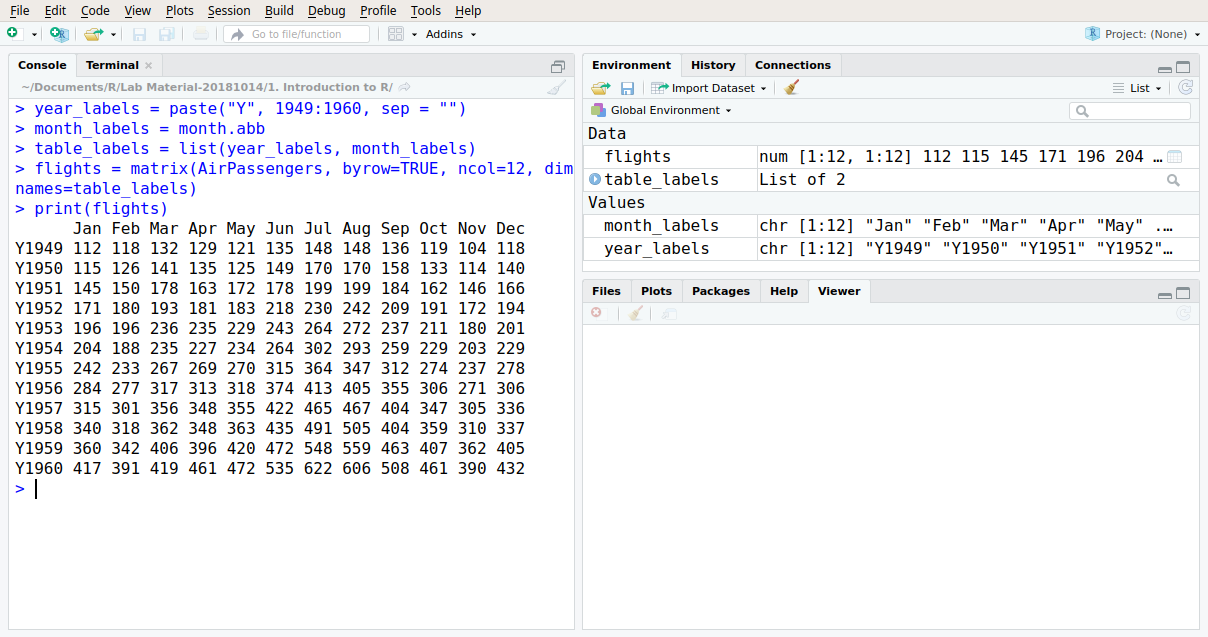 File Edit Code View Plots Session Build Debug Profile Tools Help
Go to file/function Addins Project: (None)
Console Terminal
~/Documents/R/Lab Material-20181014/1. Introduction to R/
> year_labels = paste("Y", 1949:1960, sep = "")
> month_labels = month.abb
> table_labels = list(year_labels, month_labels)
> flights = matrix(AirPassengers, byrow=TRUE, ncol=12, dim
names=table_labels)
> print(flights)
Jan Feb Mar Apr May Jun Jul Aug Sep Oct Nov Dec
Y1949 112 118 132 129 121 135 148 148 136 119 104 118
Y1950 115 126 141 135 125 149 170 170 158 133 114 140
Y1951 145 150 178 163 172 178 199 199 184 162 146 166
Y1952 171 180 193 181 183 218 230 242 209 191 172 194
Y1953 196 196 236 235 229 243 264 272 237 211 180 201
Y1954 204 188 235 227 234 264 302 293 259 229 203 229
Y1955 242 233 267 269 270 315 364 347 312 274 237 278
Y1956 284 277 317 313 318 374 413 405 355 306 271 306
Y1957 315 301 356 348 355 422 465 467 404 347 305 336
Y1958 340 318 362 348 363 435 491 505 404 359 310 337
Y1959 360 342 406 396 420 472 548 559 463 407 362 405
Y1960 417 391 419 461 472 535 622 606 508 461 390 432
>
Environment History Connections
Import Dataset List
Global Environment
Data
flights num [1:12, 1:12] 112 115 145 171 196 204 …
table_labels List of 2
Values
month_labels chr [1:12] "Jan" "Feb" "Mar" "Apr" "May" .…
year_labels chr [1:12] "Y1949" "Y1950" "Y1951" "Y1952"…
Files Plots Packages Help Viewer